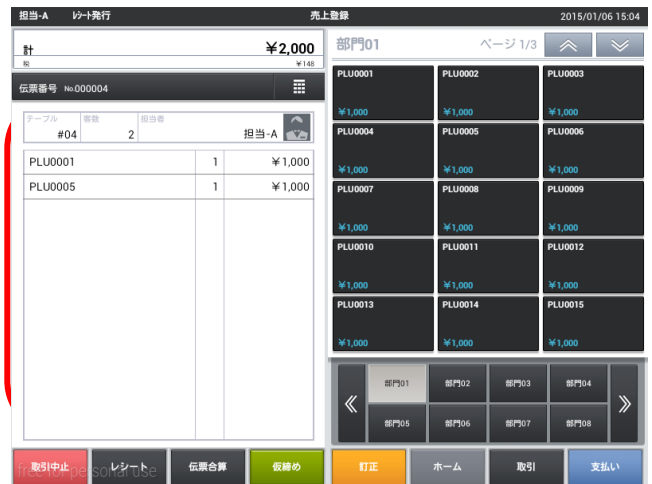 担当-A ﾚｼｰﾄ発行 売上登録 2015/01/06 15:04
計 ¥2,000
税 ¥148
伝票番号 №000004
テーブル 客数 担当者
#04 2 担当-A
PLU0001 1 ¥1,000
PLU0005 1 ¥1,000
部門01 ページ 1/3
PLU0001 PLU0002 PLU0003
¥1,000 ¥1,000 ¥1,000
PLU0004 PLU0005 PLU0006
¥1,000 ¥1,000 ¥1,000
PLU0007 PLU0008 PLU0009
¥1,000 ¥1,000 ¥1,000
PLU0010 PLU0011 PLU0012
¥1,000 ¥1,000 ¥1,000
PLU0013 PLU0014 PLU0015
¥1,000 ¥1,000 ¥1,000
部門01 部門02 部門03 部門04
部門05 部門06 部門07 部門08
取引中止 レシート 伝票合算 仮締め 訂正 ホーム 取引 支払い
free for personal use